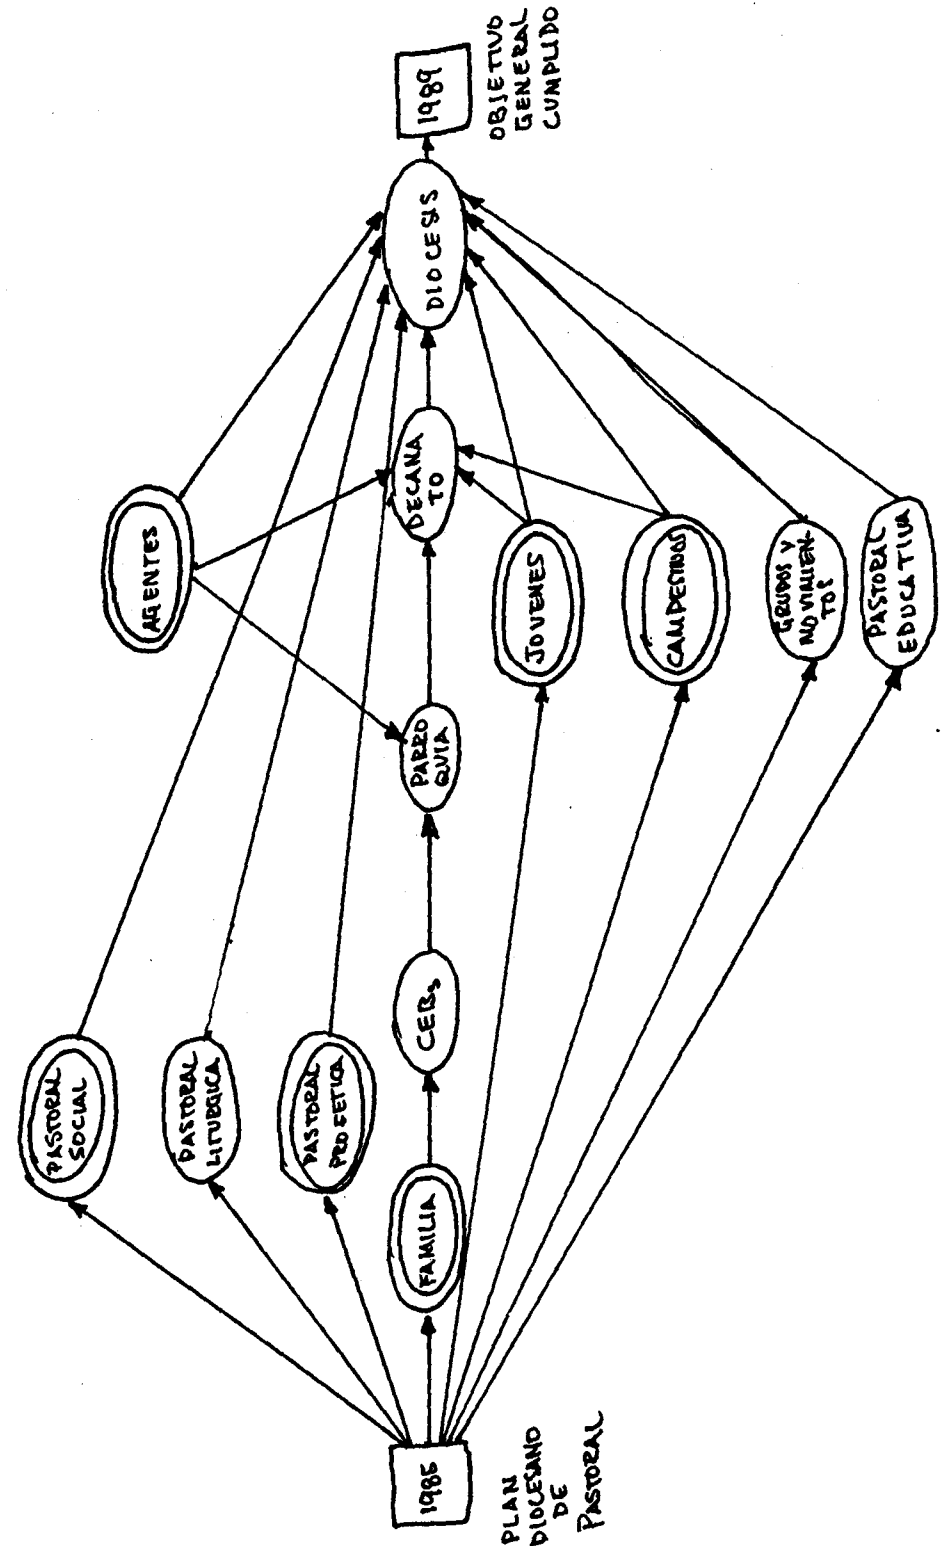 PASTORAL
SOCIAL
AGENTES
PASTORAL
LITURGICA
PASTORAL
PROFETICA
1985
FAMILIA
CEBs
PARRO
QUIA
DECANA
TO
DIOCESIS
1989
PLAN
DIOCESANO
DE
PASTORAL
OBJETIVO
GENERAL
CUMPLIDO
JOVENES
CAMPESINOS
GRUPOS Y
MOVIMIEN-
TOS
PASTORAL
EDUCATIVA